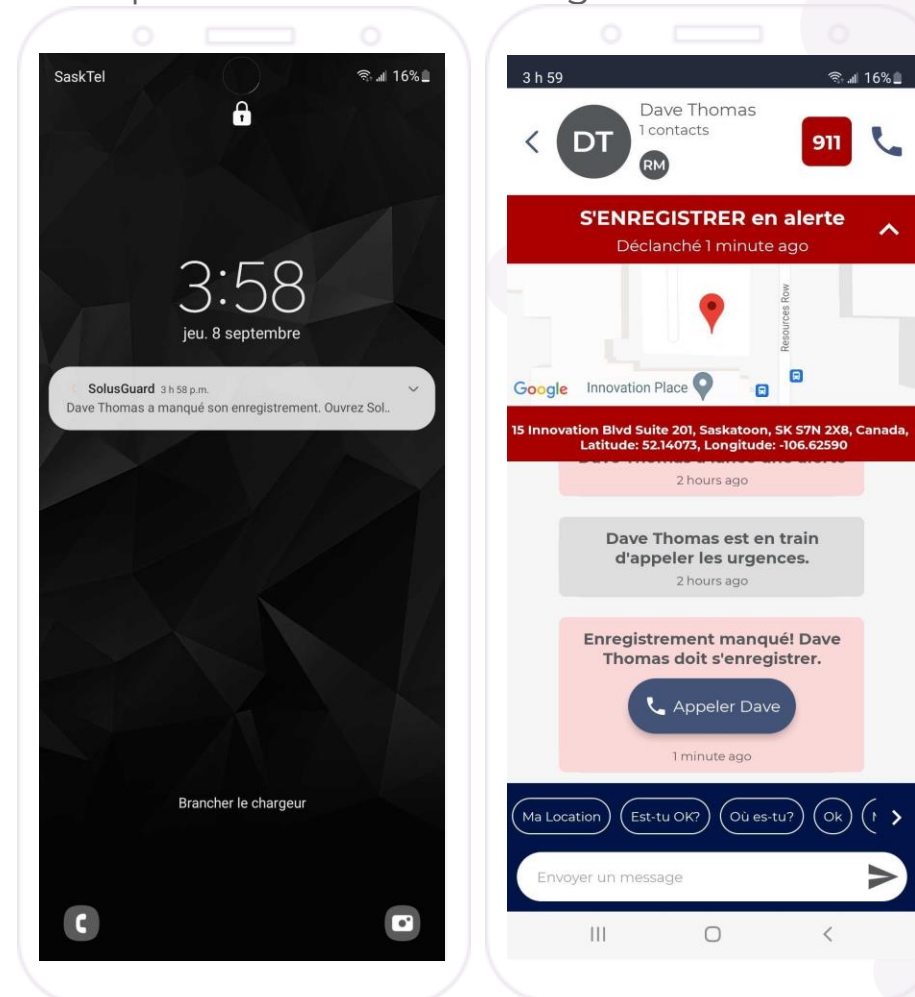 SaskTel
16%
3:58
jeu. 8 septembre
SolusGuard 3 h 58 p.m.
Dave Thomas a manqué son enregistrement. Ouvrez Sol..
Brancher le chargeur
3 h 59
16%
Dave Thomas
1 contacts
DT
RM
911
S'ENREGISTRER en alerte
Déclanché 1 minute ago
Resources Row
Google
Innovation Place
15 Innovation Blvd Suite 201, Saskatoon, SK S7N 2X8, Canada,
Latitude: 52.14073, Longitude: -106.62590
2 hours ago
Dave Thomas est en train
d'appeler les urgences.
2 hours ago
Enregistrement manqué! Dave
Thomas doit s'enregistrer.
Appeler Dave
1 minute ago
Ma Location
Est-tu OK?
Où es-tu?
Ok
Envoyer un message